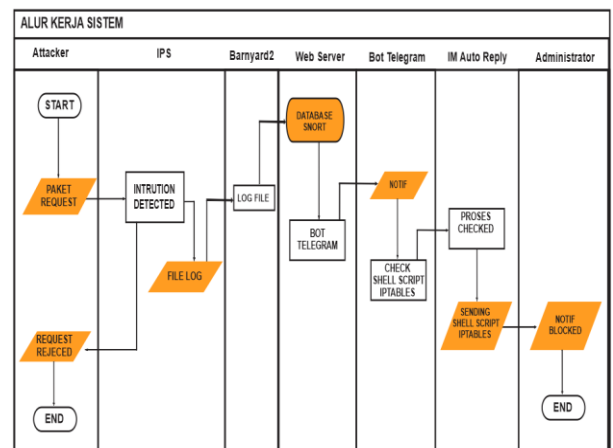 ALUR KERJA SISTEM
Attacker
IPS
Barnyard2
Web Server
Bot Telegram
IM Auto Reply
Administrator
START
PAKET
REQUEST
INTRUTION
DETECTED
FILE LOG
LOG FILE
DATABASE
SNORT
BOT
TELEGRAM
NOTIF
CHECK
SHELL SCRIPT
IPTABLES
PROSES
CHECKED
SENDING
SHELL SCRIPT
IPTABLES
NOTIF
BLOCKED
END
REQUEST
REJECED
END